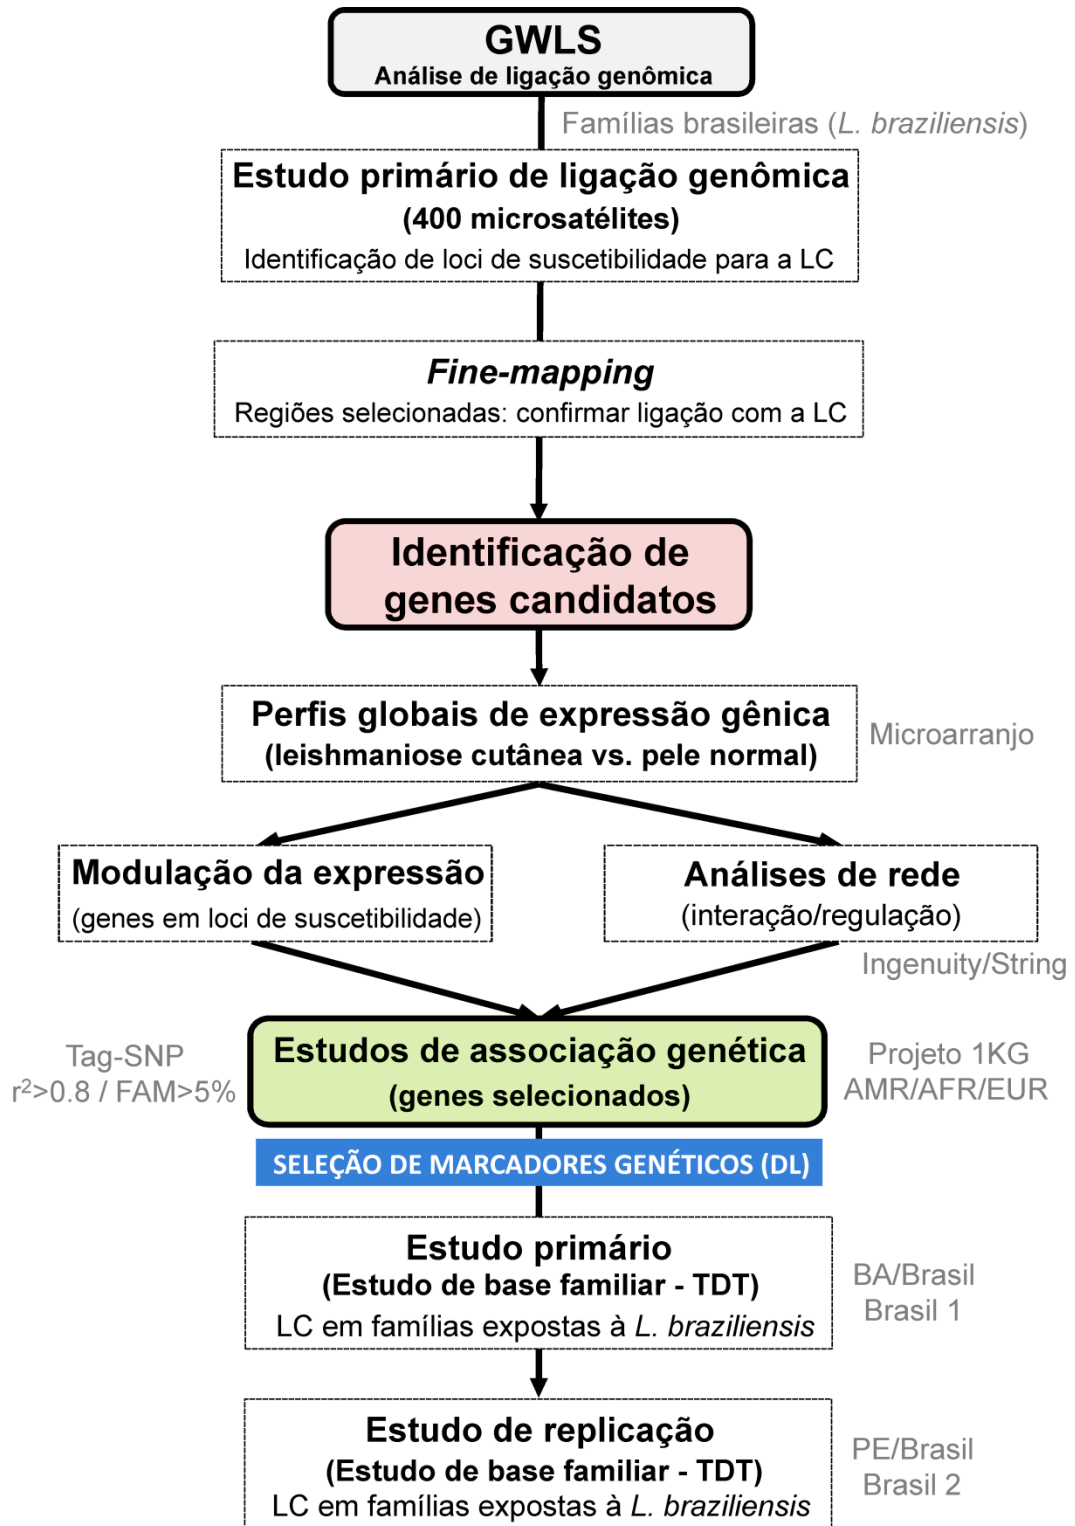 GWLS
Análise de ligação genômica
Famílias brasileiras (L. braziliensis)
Estudo primário de ligação genômica
(400 microsatélites)
Identificação de loci de suscetibilidade para a LC
Fine-mapping
Regiões selecionadas: confirmar ligação com a LC
Identificação de
genes candidatos
Perfis globais de expressão gênica
(leishmaniose cutânea vs. pele normal)
Microarranjo
Modulação da expressão
(genes em loci de suscetibilidade)
Análises de rede
(interação/regulação)
Ingenuity/String
Tag-SNP
r²>0.8 / FAM>5%
Estudos de associação genética
(genes selecionados)
Projeto 1KG
AMR/AFR/EUR
SELEÇÃO DE MARCADORES GENÉTICOS (DL)
Estudo primário
(Estudo de base familiar - TDT)
LC em famílias expostas à L. braziliensis
BA/Brasil
Brasil 1
Estudo de replicação
(Estudo de base familiar - TDT)
LC em famílias expostas à L. braziliensis
PE/Brasil
Brasil 2